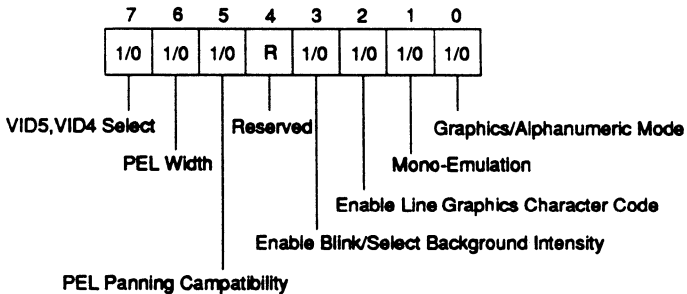 7 6 5 4 3 2 1 0
1/0 1/0 1/0 R 1/0 1/0 1/0 1/0
VID5,VID4 Select
Reserved
Graphics/Alphanumeric Mode
PEL Width
Mono-Emulation
Enable Line Graphics Character Code
Enable Blink/Select Background Intensity
PEL Panning Campatibility